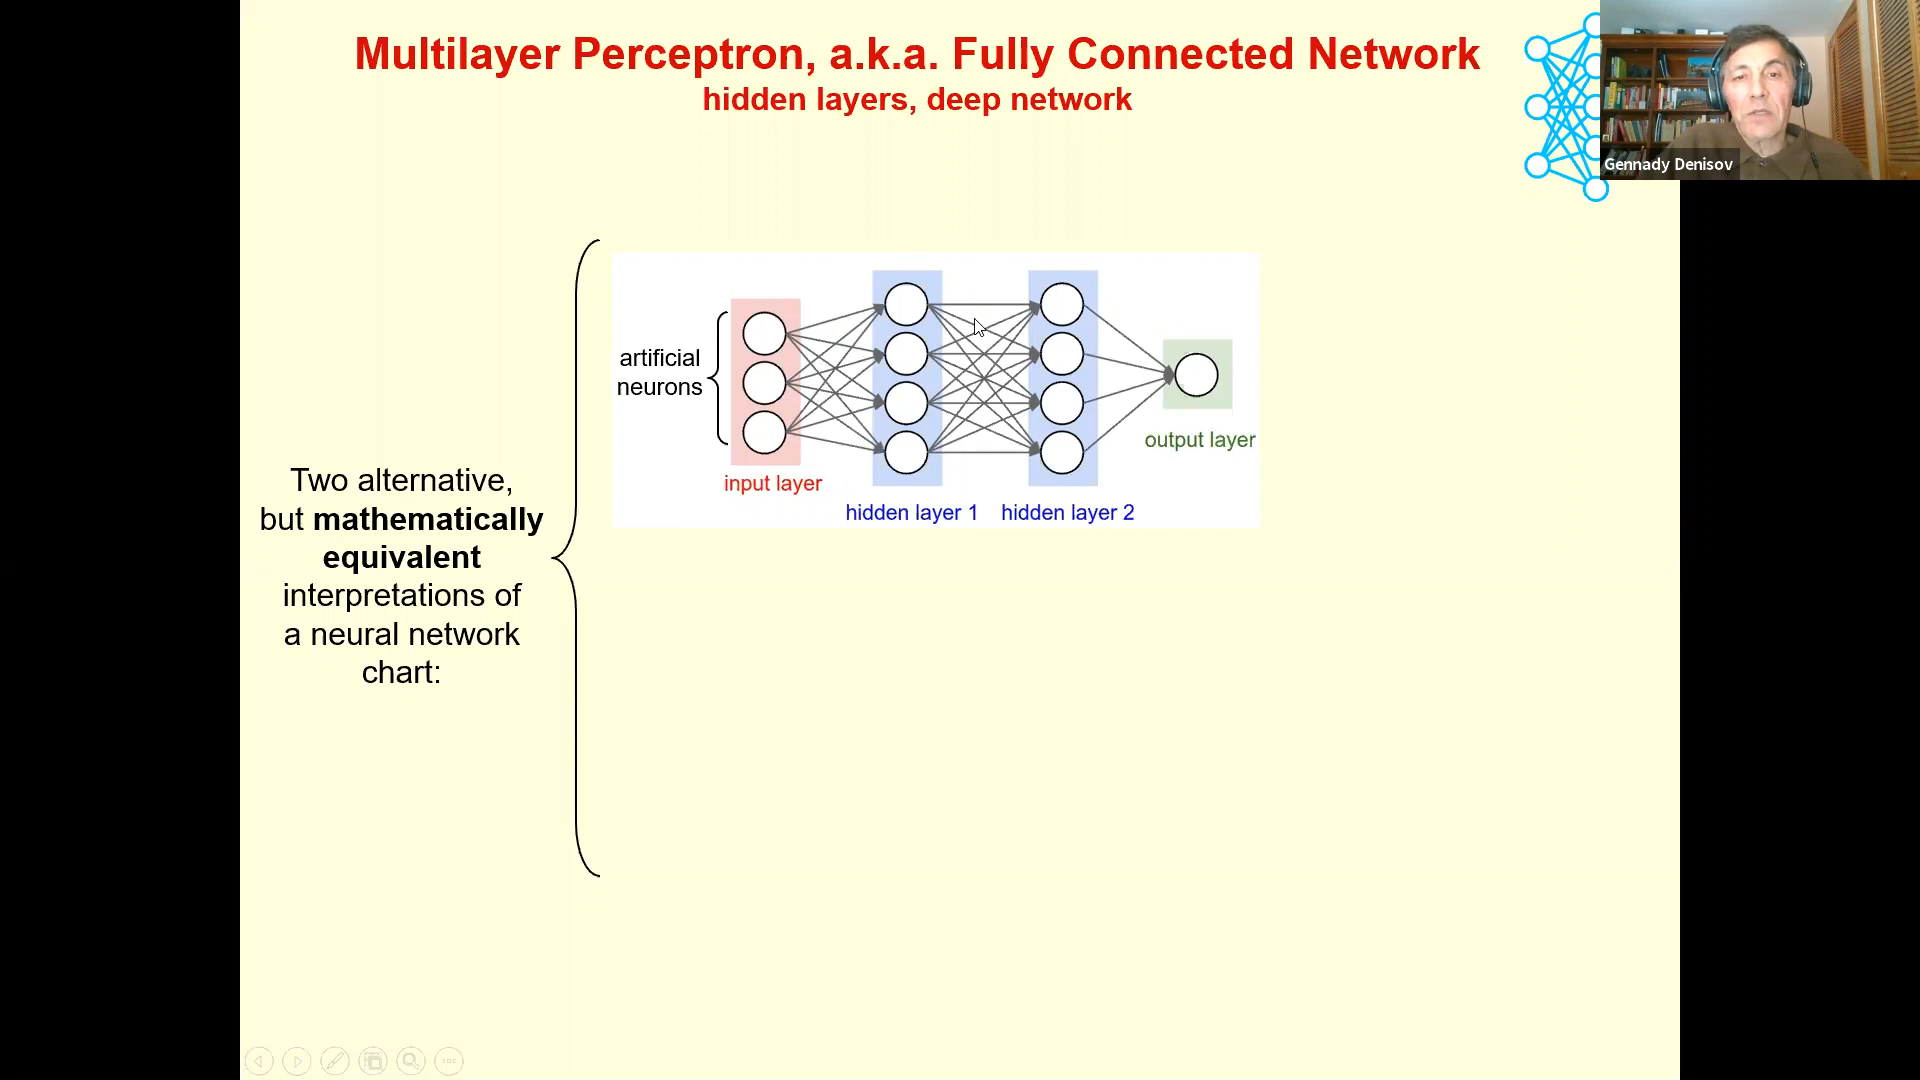 Multilayer Perceptron, a.k.a. Fully Connected Network
hidden layers, deep network
Gennady Denisov
artificial
neurons
input layer
hidden layer 1
hidden layer 2
output layer
Two alternative,
but mathematically
equivalent
interpretations of
a neural network
chart: